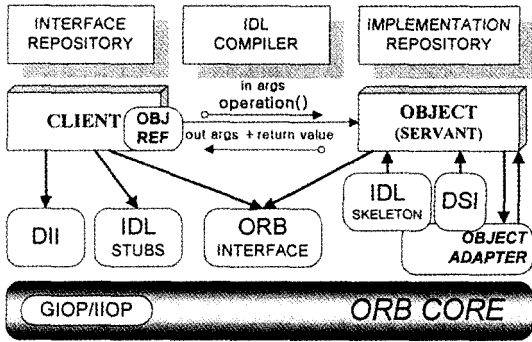 INTERFACE
REPOSITORY
IDL
COMPILER
IMPLEMENTATION
REPOSITORY
in args
operation()
out args + return value
CLIENT
OBJ
REF
OBJECT
(SERVANT)
DII
IDL
STUBS
ORB
INTERFACE
IDL
SKELETON
DSI
OBJECT
ADAPTER
GIOP/IIOP
ORB CORE